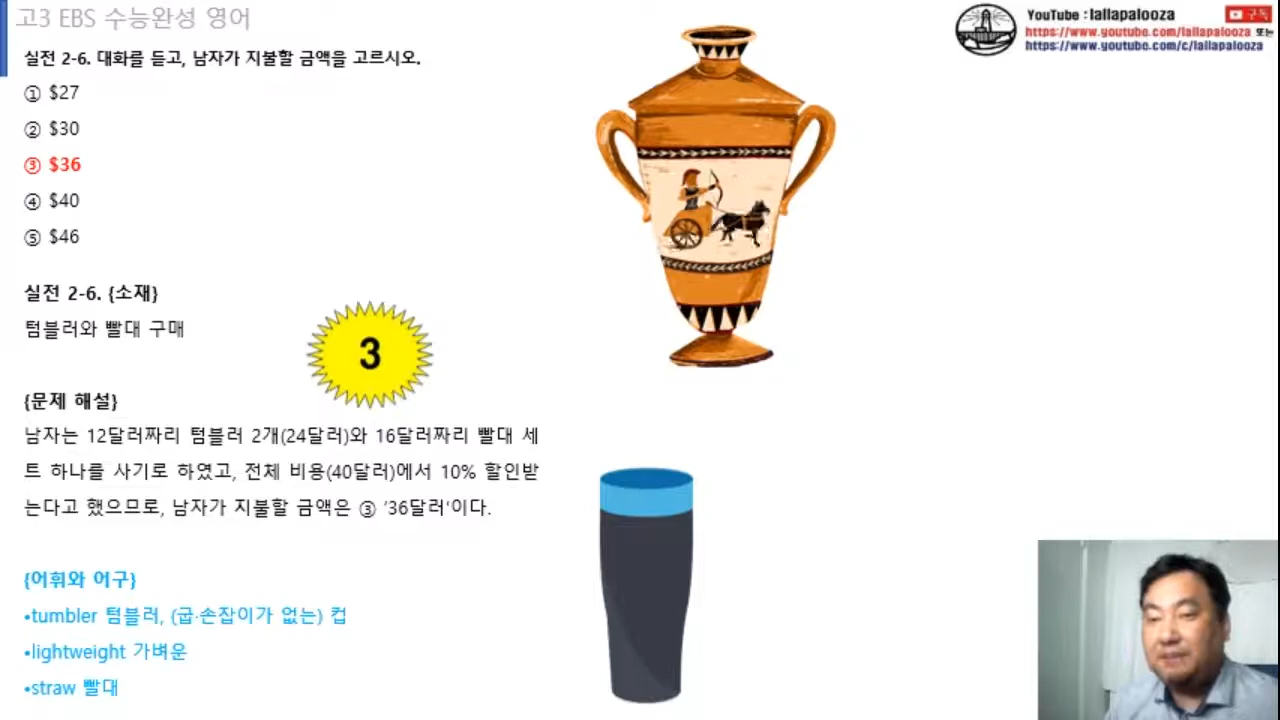 고3 EBS 수능완성 영어
YouTube : lallapalooza
구독
https://www.youtube.com/lallapalooza 또는
https://www.youtube.com/c/lallapalooza
실전 2-6. 대화를 듣고, 남자가 지불할 금액을 고르시오.
① $27
② $30
③ $36
④ $40
⑤ $46
실전 2-6. {소재}
텀블러와 빨대 구매
3
{문제 해설}
남자는 12달러짜리 텀블러 2개(24달러)와 16달러짜리 빨대 세
트 하나를 사기로 하였고, 전체 비용(40달러)에서 10% 할인받
는다고 했으므로, 남자가 지불할 금액은 ③ ‘36달러’이다.
{어휘와 어구}
•tumbler 텀블러, (굽·손잡이가 없는) 컵
•lightweight 가벼운
•straw 빨대